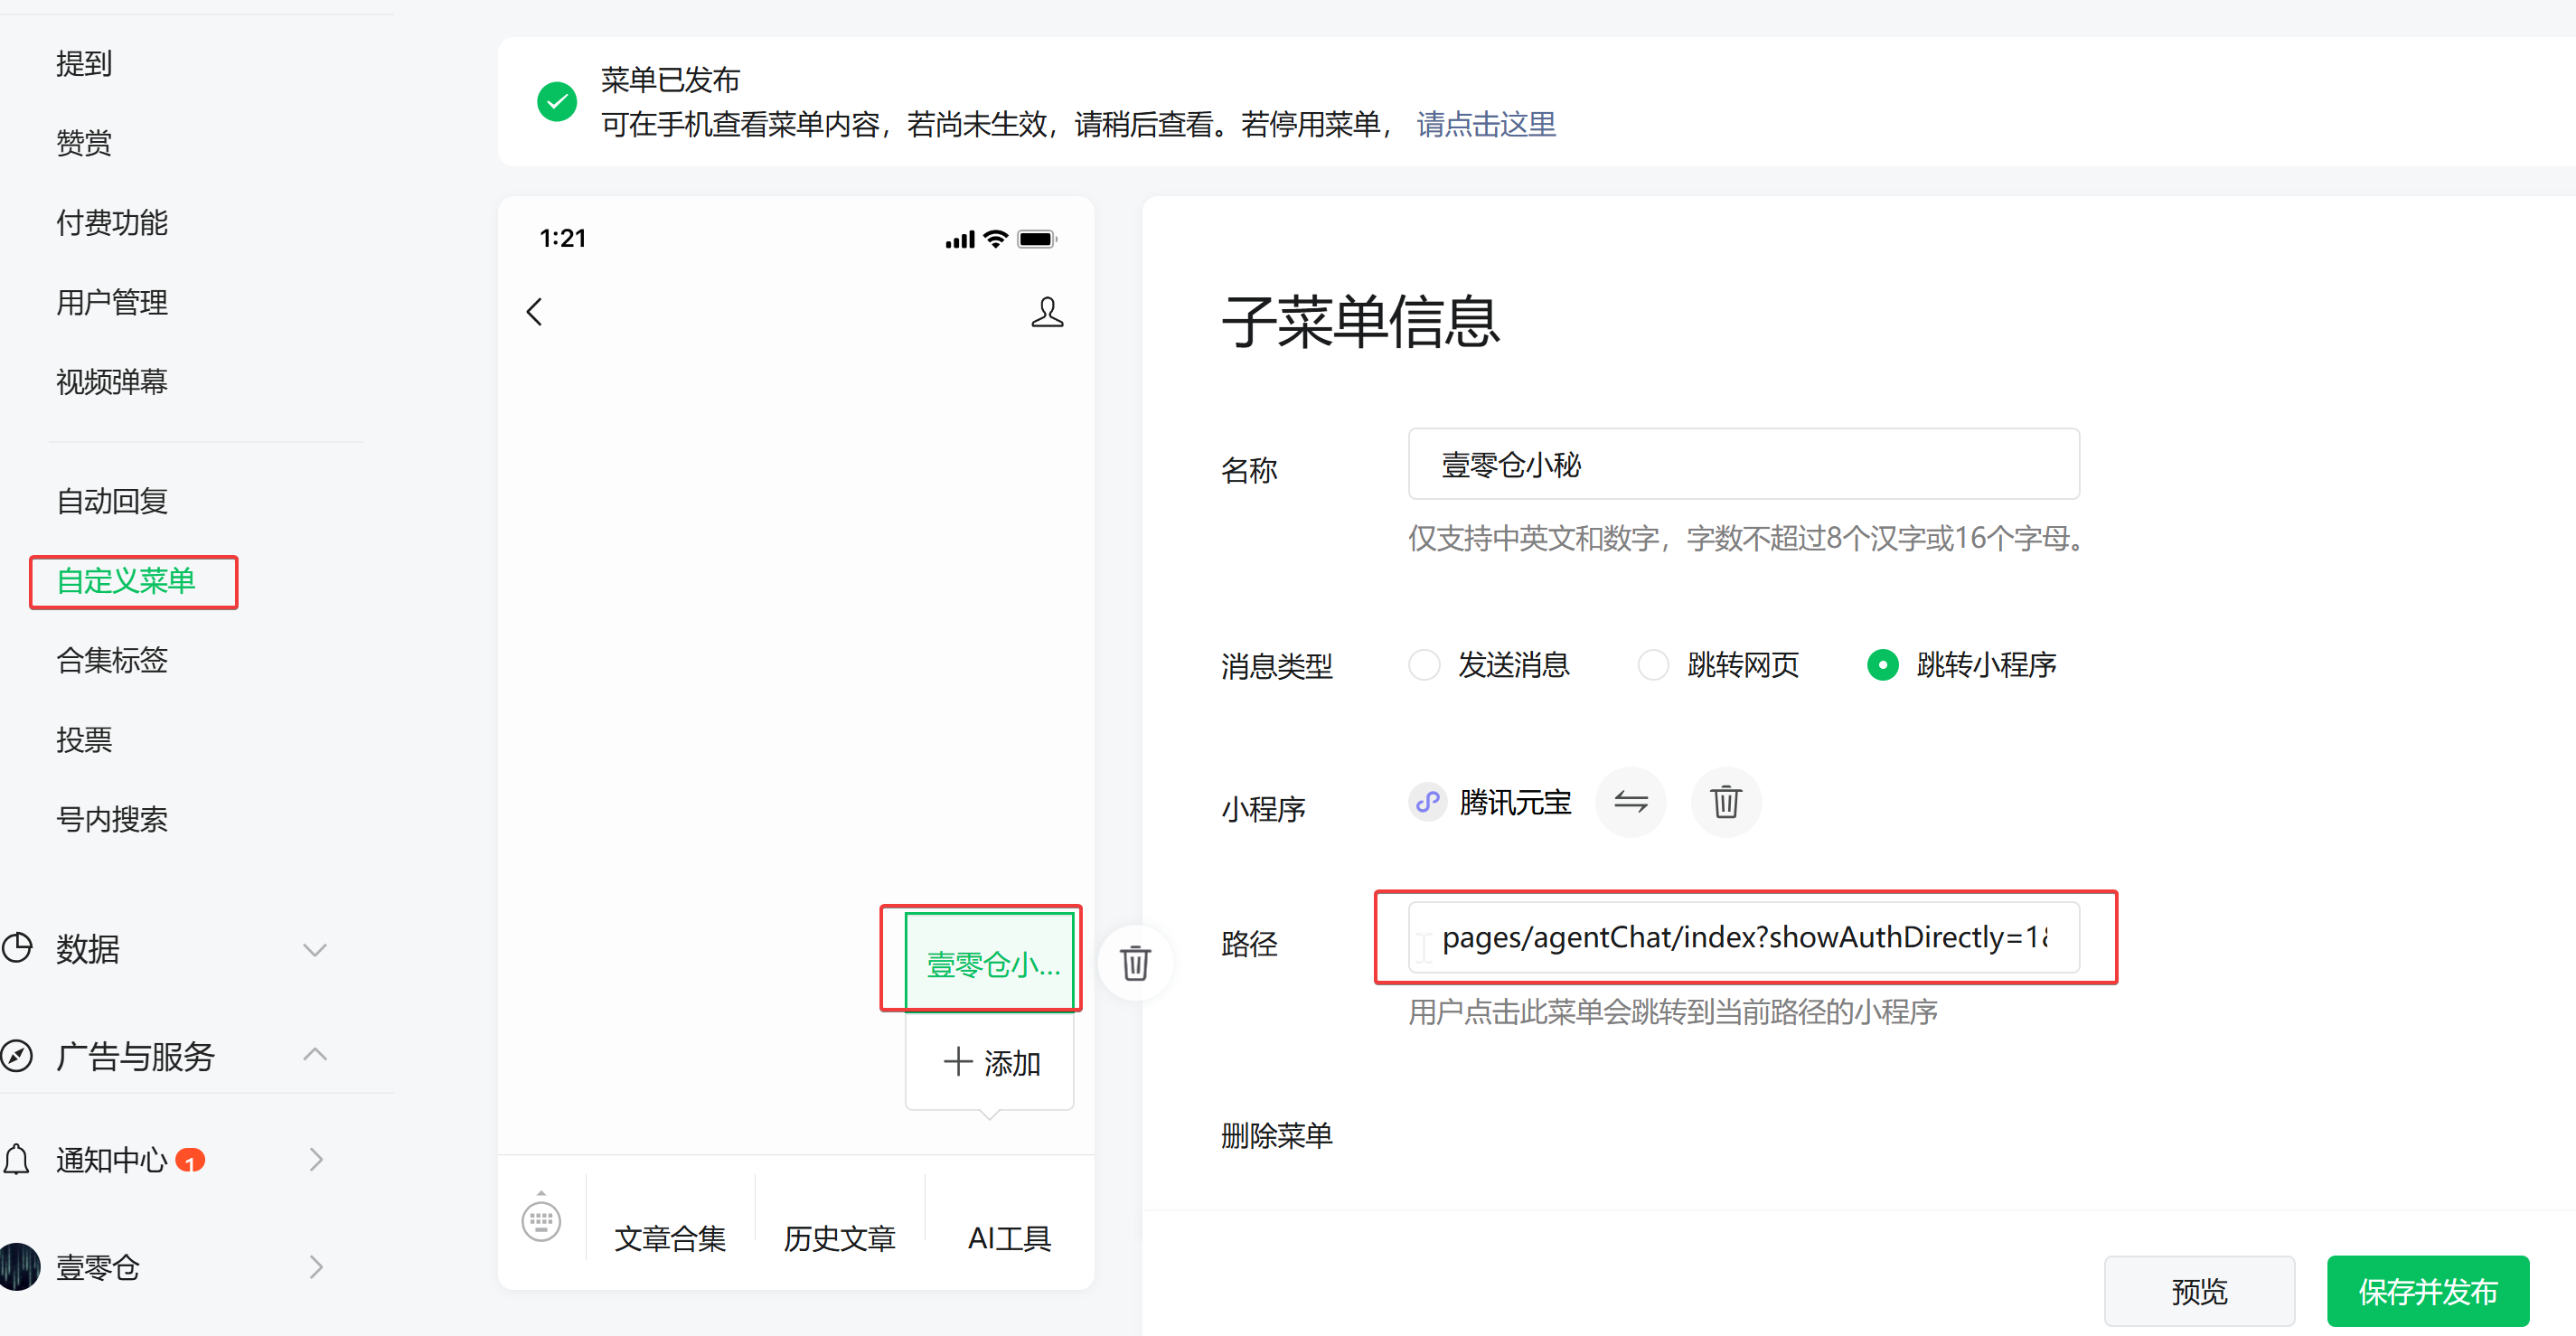 提到
赞赏
付费功能
用户管理
视频弹幕
自动回复
自定义菜单
合集标签
投票
号内搜索
数据
广告与服务
通知中心 1
壹零仓
菜单已发布
可在手机查看菜单内容，若尚未生效，请稍后查看。若停用菜单， 请点击这里
1:21
壹零仓小...
添加
文章合集 历史文章 AI工具
子菜单信息
名称 壹零仓小秘
仅支持中英文和数字，字数不超过8个汉字或16个字母。
消息类型 发送消息 跳转网页 跳转小程序
小程序 腾讯元宝
路径 pages/agentChat/index?showAuthDirectly=1&
用户点击此菜单会跳转到当前路径的小程序
删除菜单
预览 保存并发布